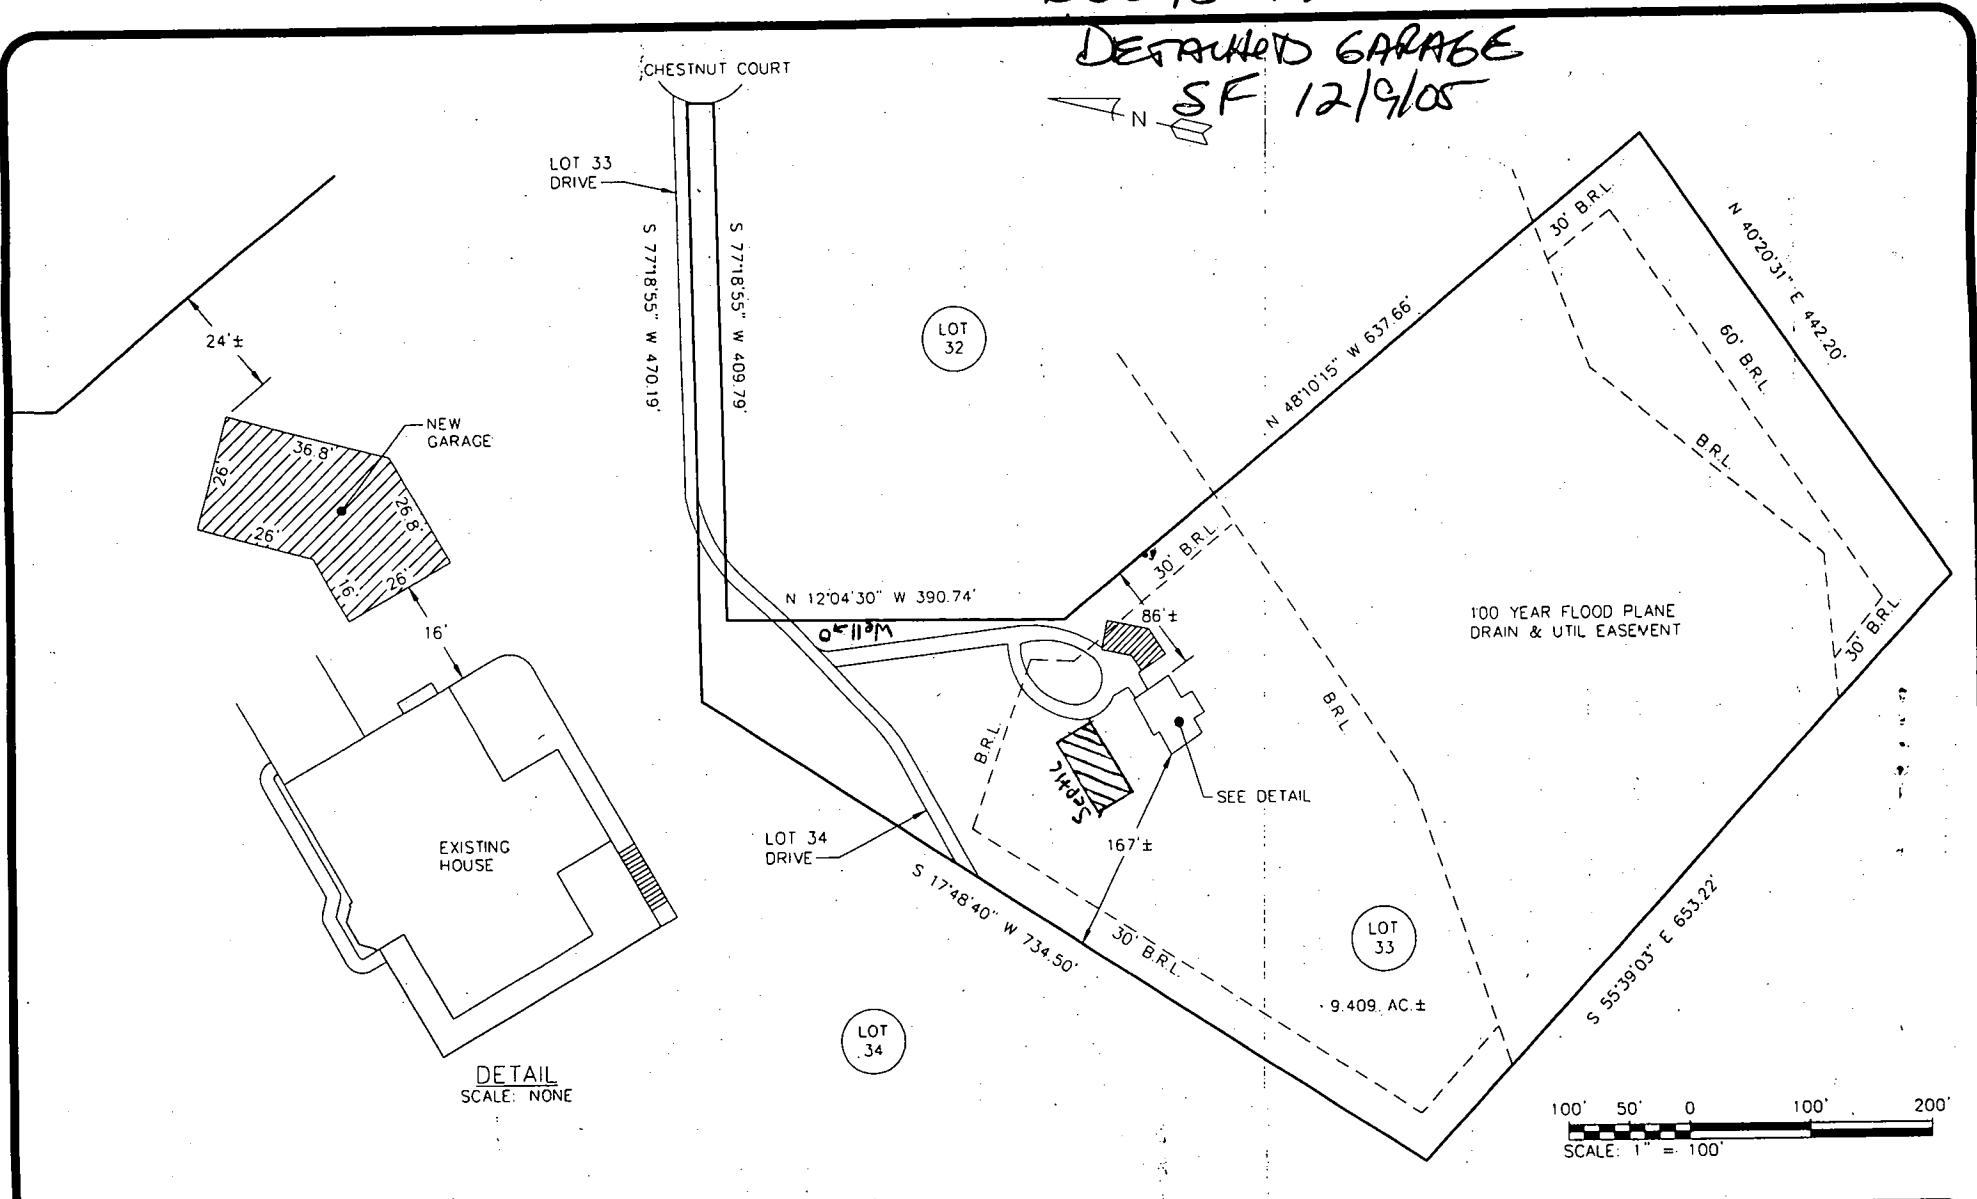 DETACHED GARAGE
SF 12/9/05
CHESTNUT COURT
N
LOT 33
DRIVE
S 77°18'55" W 470.19'
S 77°18'55" W 409.79'
LOT
32
N 48°10'15" W 637.66'
30' B.R.L.
N 40°20'31" E 442.20'
60' B.R.L.
B.R.L.
24'±
NEW
GARAGE
36.8'
26'
26.8'
26'
16'
26'
16'
N 12°04'30" W 390.74'
Well
30' B.R.L.
86'±
100 YEAR FLOOD PLANE
DRAIN & UTIL EASEMENT
30' B.R.L.
B.R.L.
B.R.L.
Septic
SEE DETAIL
EXISTING
HOUSE
LOT 34
DRIVE
167'±
S 17°48'40" W 734.50'
30' B.R.L.
LOT
33
9.409 AC.±
S 55°39'03" E 653.22'
LOT
34
DETAIL
SCALE: NONE
100' 50' 0 100' 200'
SCALE: 1" = 100'